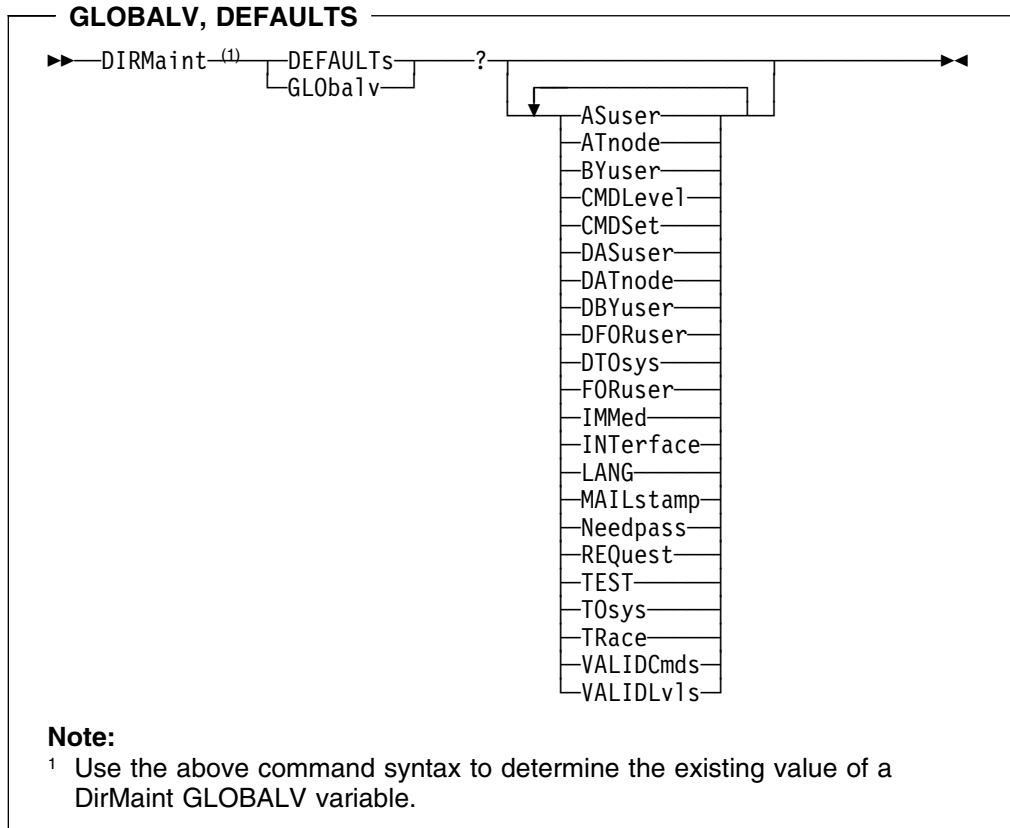 GLOBALV, DEFAULTS
DIRMaint (1) DEFAULTs ?
GLObalv
ASuser
ATnode
BYuser
CMDLevel
CMDSet
DASuser
DATnode
DBYuser
DFORuser
DTOsys
FORuser
IMMed
INTerface
LANG
MAILstamp
Needpass
REQuest
TEST
TOsys
TRace
VALIDCmds
VALIDLvls
Note:
1 Use the above command syntax to determine the existing value of a
DirMaint GLOBALV variable.